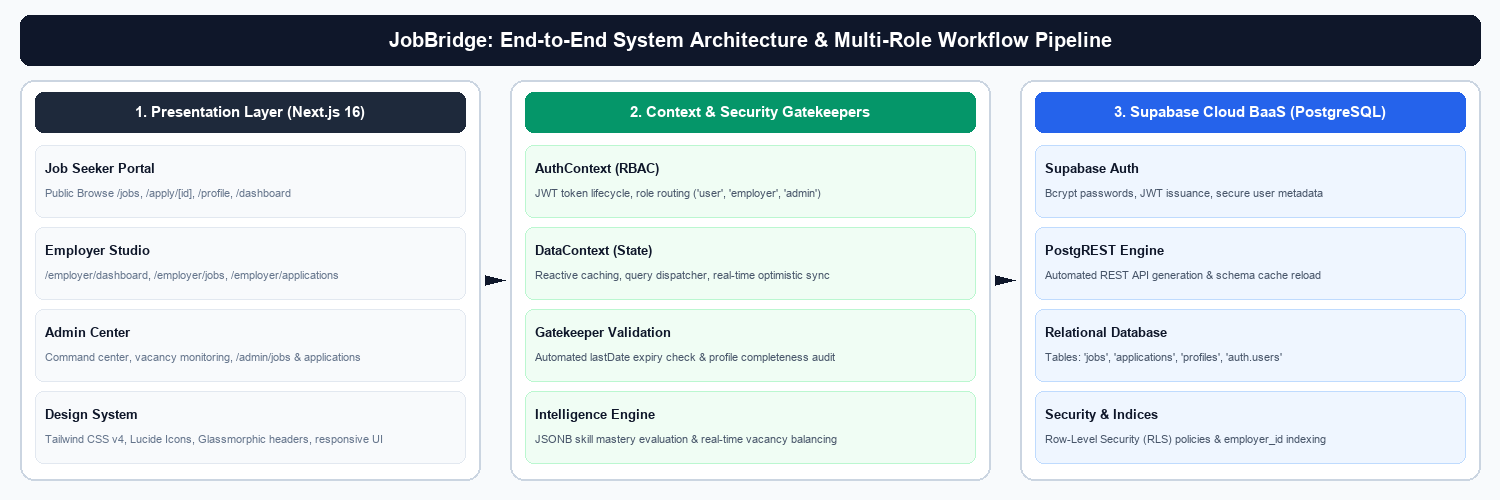 JobBridge: End-to-End System Architecture & Multi-Role Workflow Pipeline
1. Presentation Layer (Next.js 16)
Job Seeker Portal
Public Browse /jobs, /apply/[id], /profile, /dashboard
Employer Studio
/employer/dashboard, /employer/jobs, /employer/applications
Admin Center
Command center, vacancy monitoring, /admin/jobs & applications
Design System
Tailwind CSS v4, Lucide Icons, Glassmorphic headers, responsive UI
2. Context & Security Gatekeepers
AuthContext (RBAC)
JWT token lifecycle, role routing ('user', 'employer', 'admin')
DataContext (State)
Reactive caching, query dispatcher, real-time optimistic sync
Gatekeeper Validation
Automated lastDate expiry check & profile completeness audit
Intelligence Engine
JSONB skill mastery evaluation & real-time vacancy balancing
3. Supabase Cloud BaaS (PostgreSQL)
Supabase Auth
Bcrypt passwords, JWT issuance, secure user metadata
PostgREST Engine
Automated REST API generation & schema cache reload
Relational Database
Tables: 'jobs', 'applications', 'profiles', 'auth.users'
Security & Indices
Row-Level Security (RLS) policies & employer_id indexing